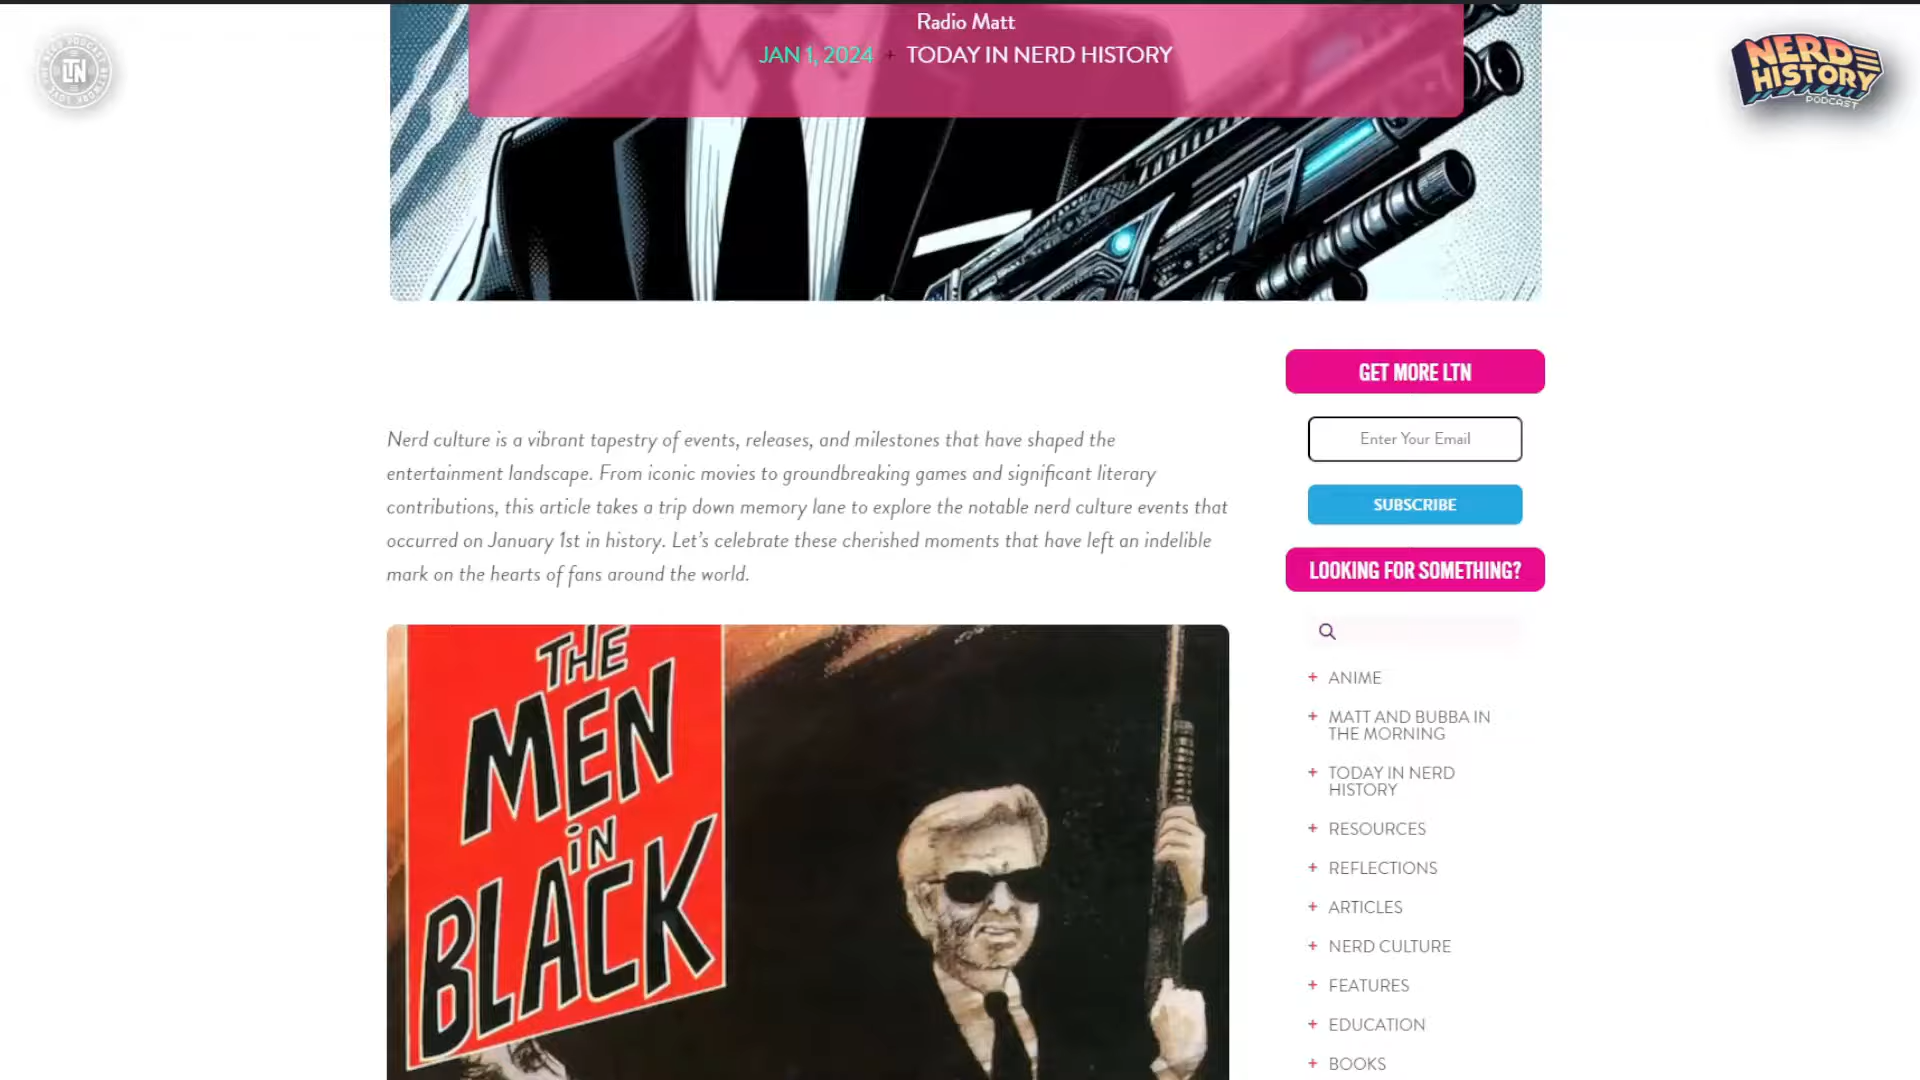 Radio Matt
JAN 1, 2024 + TODAY IN NERD HISTORY
LTN
NERD
HISTORY
PODCAST
GET MORE LTN
Enter Your Email
SUBSCRIBE
Nerd culture is a vibrant tapestry of events, releases, and milestones that have shaped the
entertainment landscape. From iconic movies to groundbreaking games and significant literary
contributions, this article takes a trip down memory lane to explore the notable nerd culture events that
occurred on January 1st in history. Let’s celebrate these cherished moments that have left an indelible
mark on the hearts of fans around the world.
LOOKING FOR SOMETHING?
THE
MEN
iN
BLACK
+ ANIME
+ MATT AND BUBBA IN
THE MORNING
+ TODAY IN NERD
HISTORY
+ RESOURCES
+ REFLECTIONS
+ ARTICLES
+ NERD CULTURE
+ FEATURES
+ EDUCATION
+ BOOKS